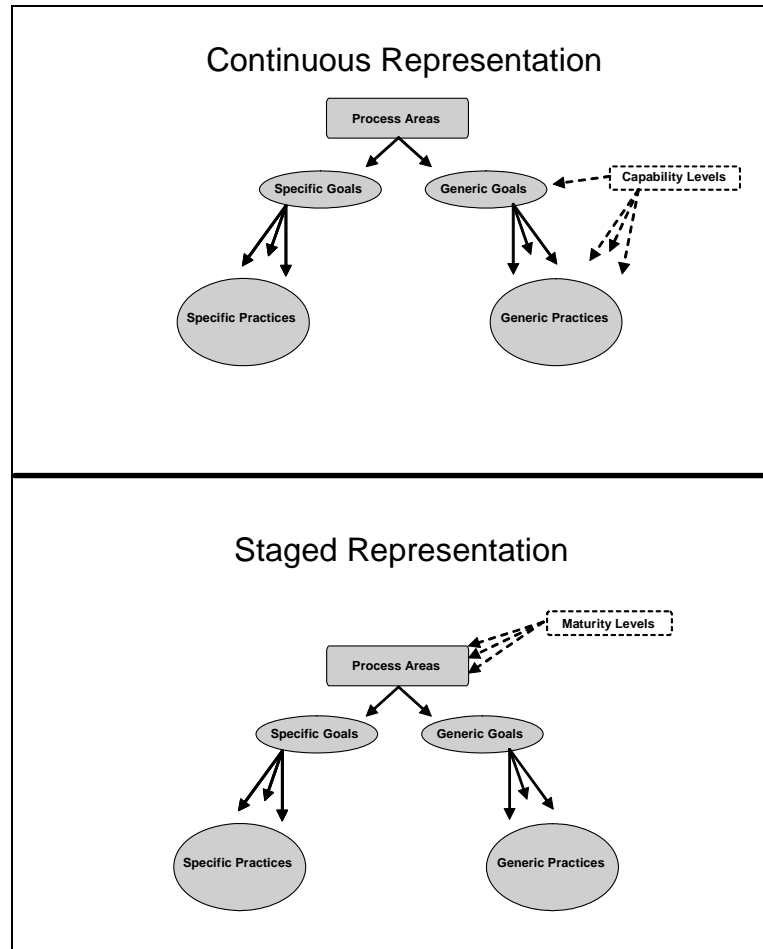 Continuous Representation
Process Areas
Specific Goals
Generic Goals
Capability Levels
Specific Practices
Generic Practices
Staged Representation
Maturity Levels
Process Areas
Specific Goals
Generic Goals
Specific Practices
Generic Practices